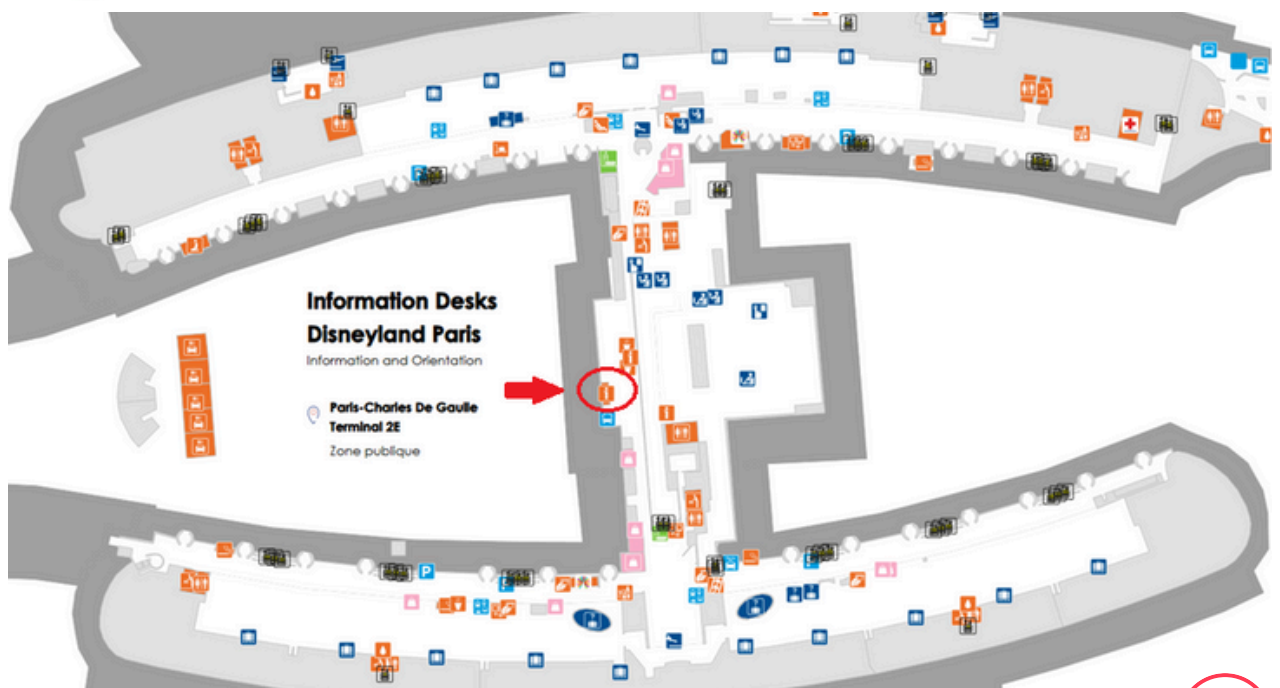 Information Desks
Disneyland Paris
Information and Orientation
Paris-Charles De Gaulle
Terminal 2E
Zone publique
P